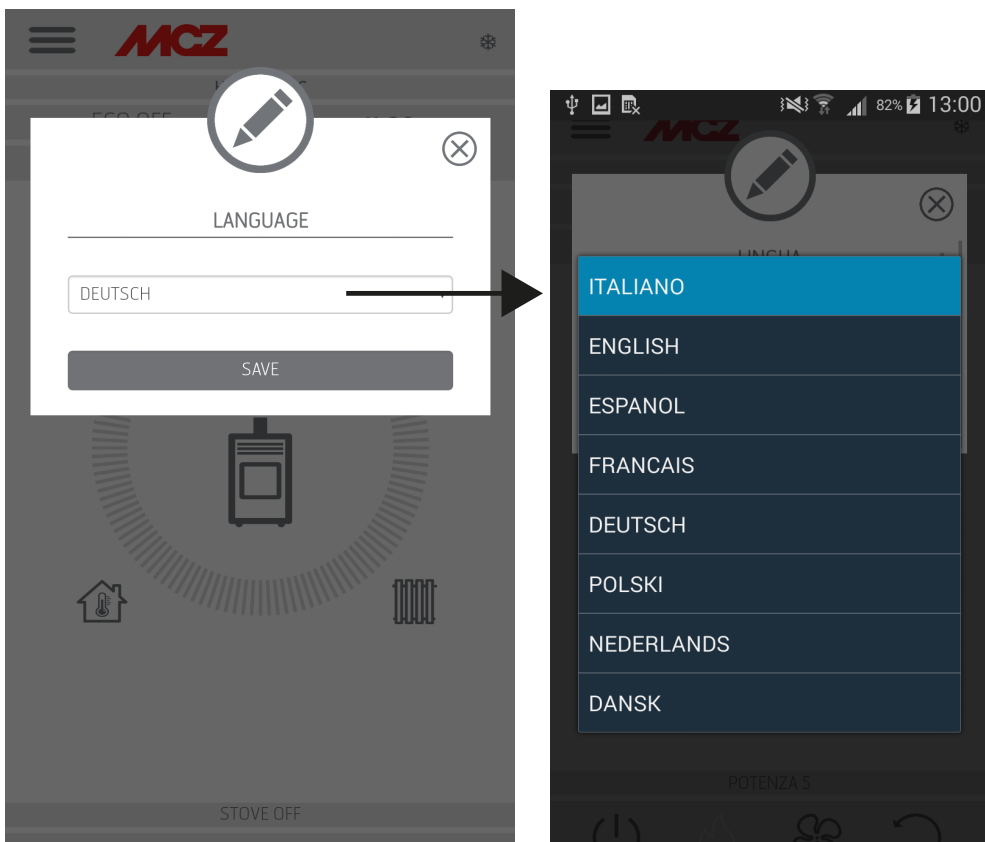 MCZ
ECO OFF
LANGUAGE
DEUTSCH
SAVE
STOVE OFF
82% 13:00
MCZ
LINGUA
ITALIANO
ENGLISH
ESPANOL
FRANCAIS
DEUTSCH
POLSKI
NEDERLANDS
DANSK
POTENZA 5